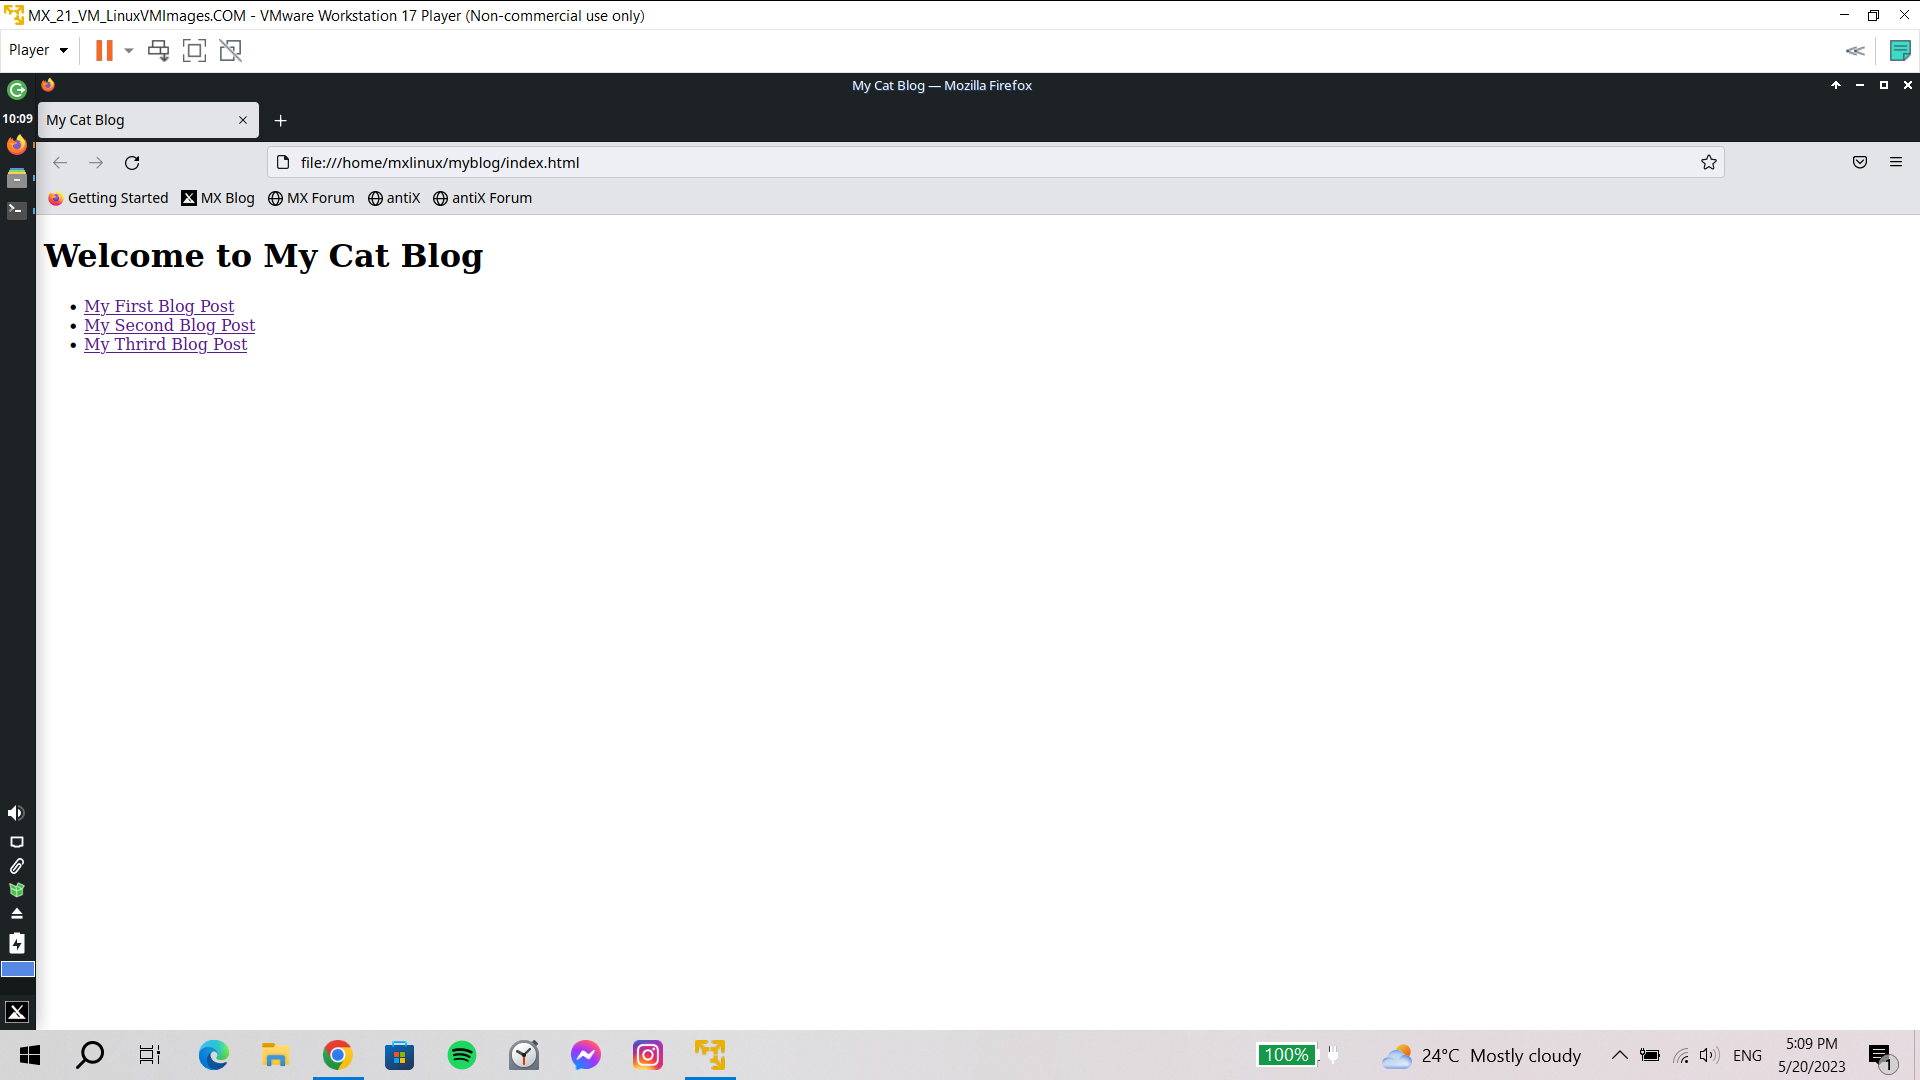 MX_21_VM_LinuxVMImages.COM - VMware Workstation 17 Player (Non-commercial use only)
Player
My Cat Blog — Mozilla Firefox
10:09
My Cat Blog
file:///home/mxlinux/myblog/index.html
Getting Started MX Blog MX Forum antiX antiX Forum
Welcome to My Cat Blog
My First Blog Post
My Second Blog Post
My Thrird Blog Post
100% 24°C Mostly cloudy ENG 5:09 PM
5/20/2023
1